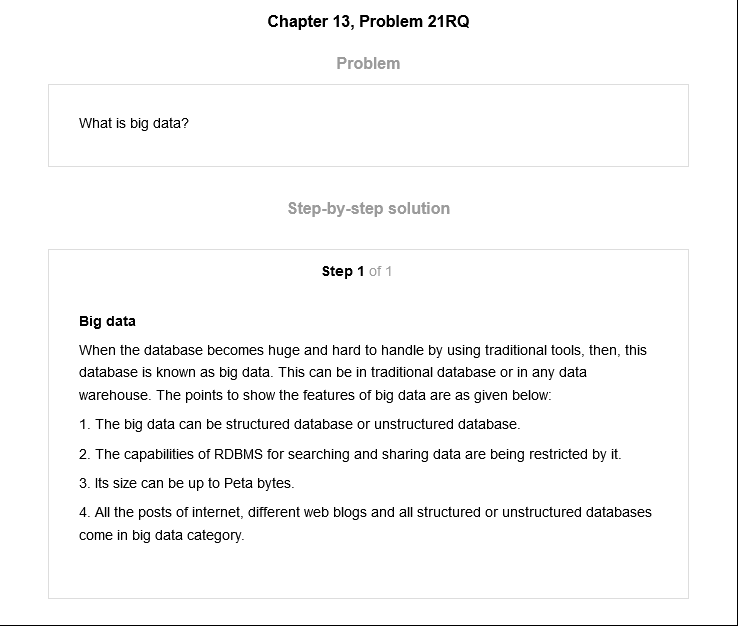 Chapter 13, Problem 21RQ
Problem
What is big data?
Step-by-step solution
Step 1 of 1
Big data
When the database becomes huge and hard to handle by using traditional tools, then, this
database is known as big data. This can be in traditional database or in any data
warehouse. The points to show the features of big data are as given below:
1. The big data can be structured database or unstructured database.
2. The capabilities of RDBMS for searching and sharing data are being restricted by it.
3. Its size can be up to Peta bytes.
4. All the posts of internet, different web blogs and all structured or unstructured databases
come in big data category.